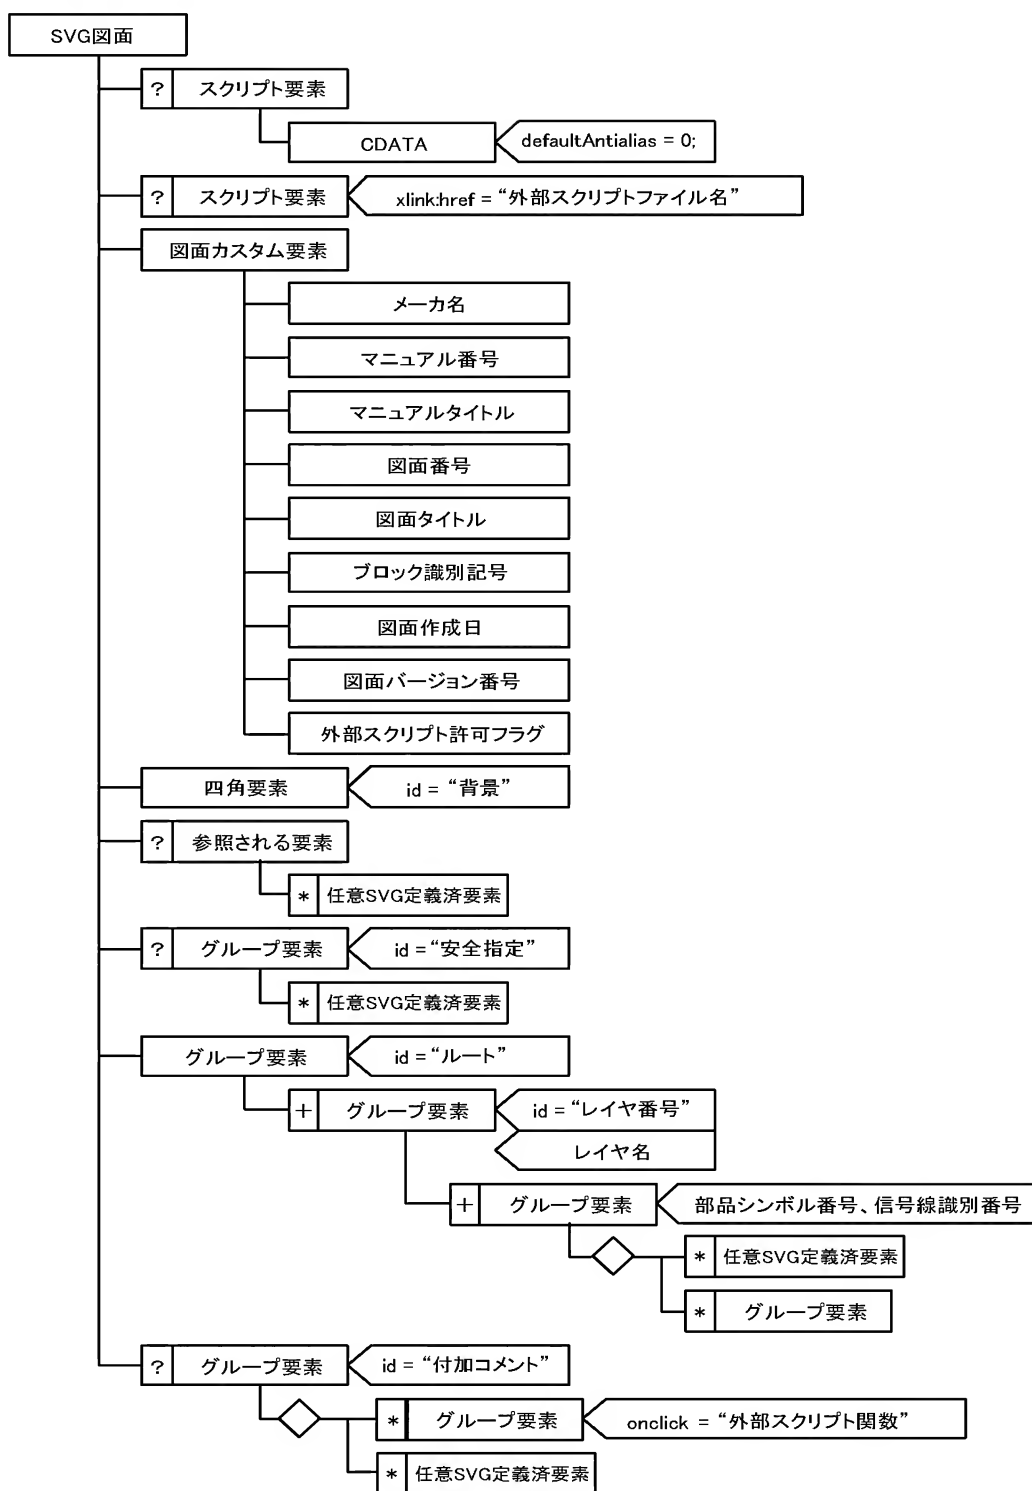 SVG図面
? スクリプト要素
CDATA defaultAntialias = 0;
? スクリプト要素 xlink:href = “外部スクリプトファイル名”
図面カスタム要素
メーカ名
マニュアル番号
マニュアルタイトル
図面番号
図面タイトル
ブロック識別記号
図面作成日
図面バージョン番号
外部スクリプト許可フラグ
四角要素 id = “背景”
? 参照される要素
* 任意SVG定義済要素
? グループ要素 id = “安全指定”
* 任意SVG定義済要素
グループ要素 id = “ルート”
+ グループ要素 id = “レイヤ番号”
レイヤ名
+ グループ要素 部品シンボル番号、信号線識別番号
* 任意SVG定義済要素
* グループ要素
? グループ要素 id = “付加コメント”
* グループ要素 onclick = “外部スクリプト関数”
* 任意SVG定義済要素